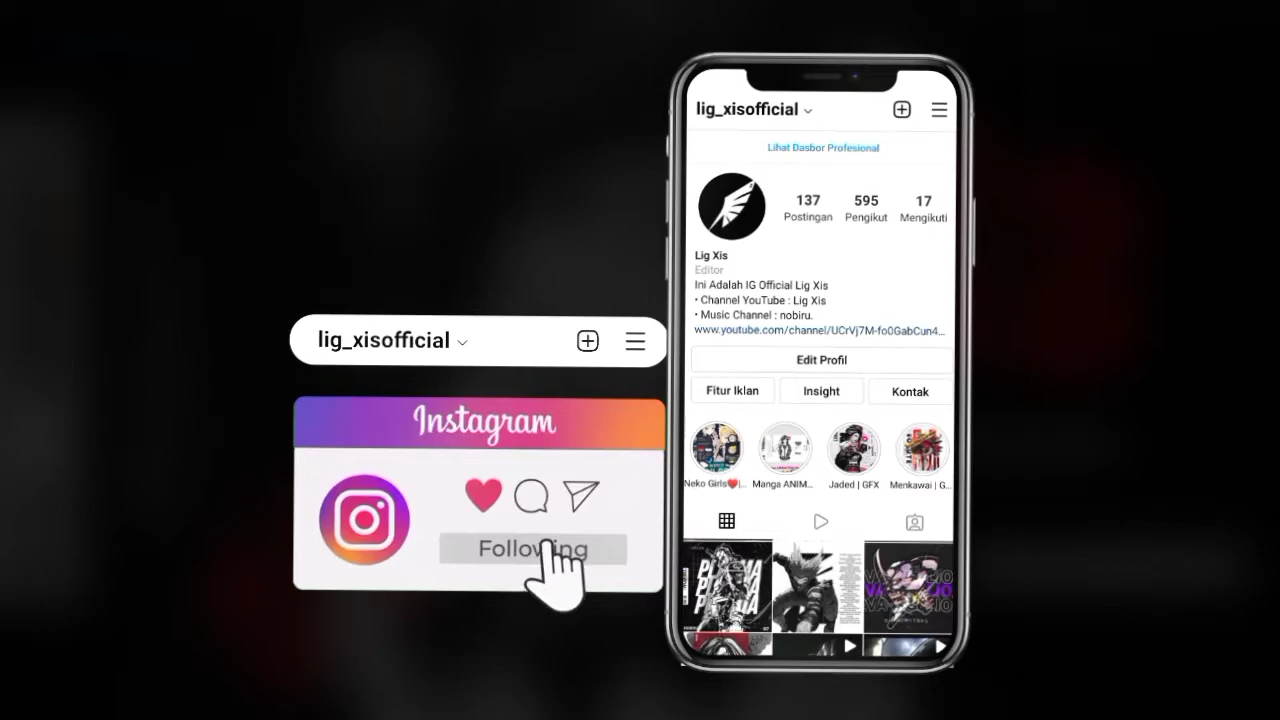 lig_xisofficial
Instagram
Following
lig_xisofficial
Lihat Dasbor Profesional
137 595 17
Postingan Pengikut Mengikuti
Lig Xis
Editor
Ini Adalah IG Official Lig Xis
• Channel YouTube : Lig Xis
• Music Channel : nobiru.
www.youtube.com/channel/UCrVj7M-fo0GabCun4...
Edit Profil
Fitur Iklan Insight Kontak
Neko Girls❤️|... Manga ANIM... Jaded | GFX Menkawai | G...